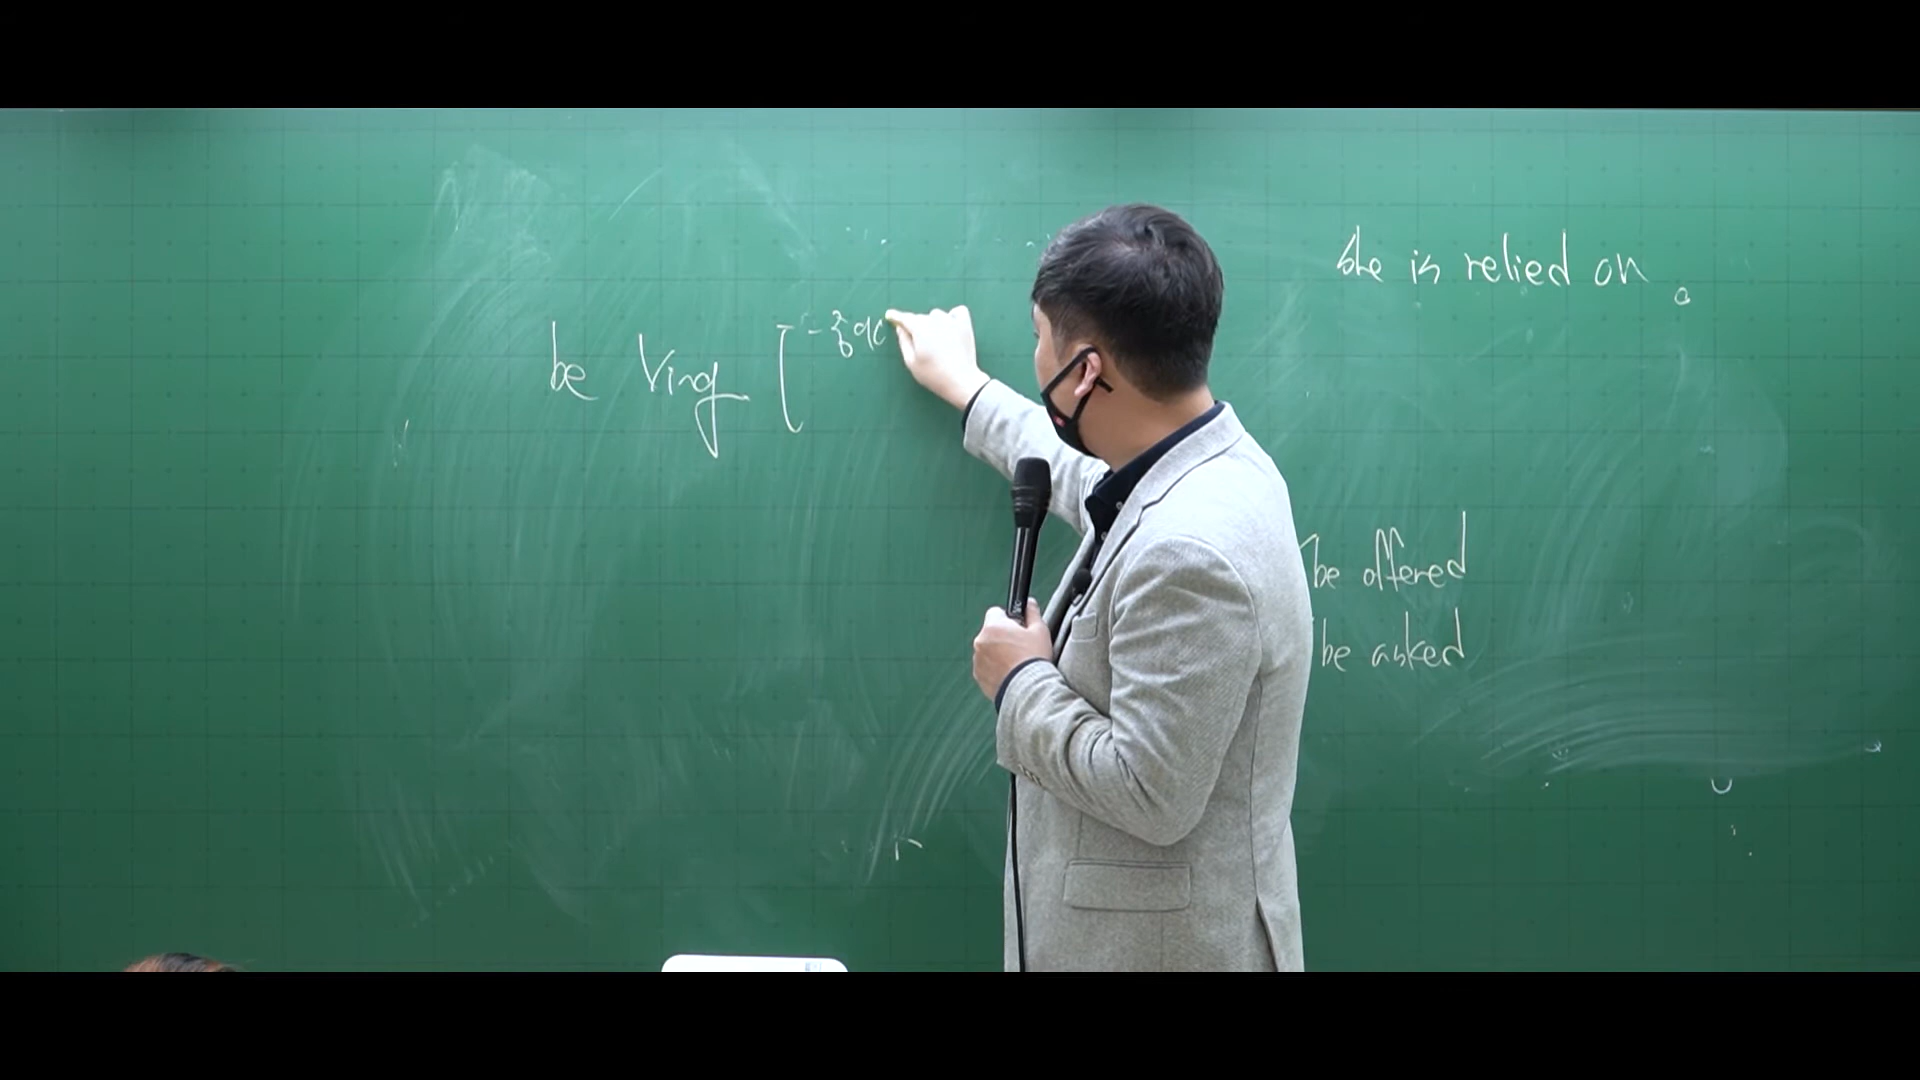 She is relied on.
be Ving
be offered
be asked